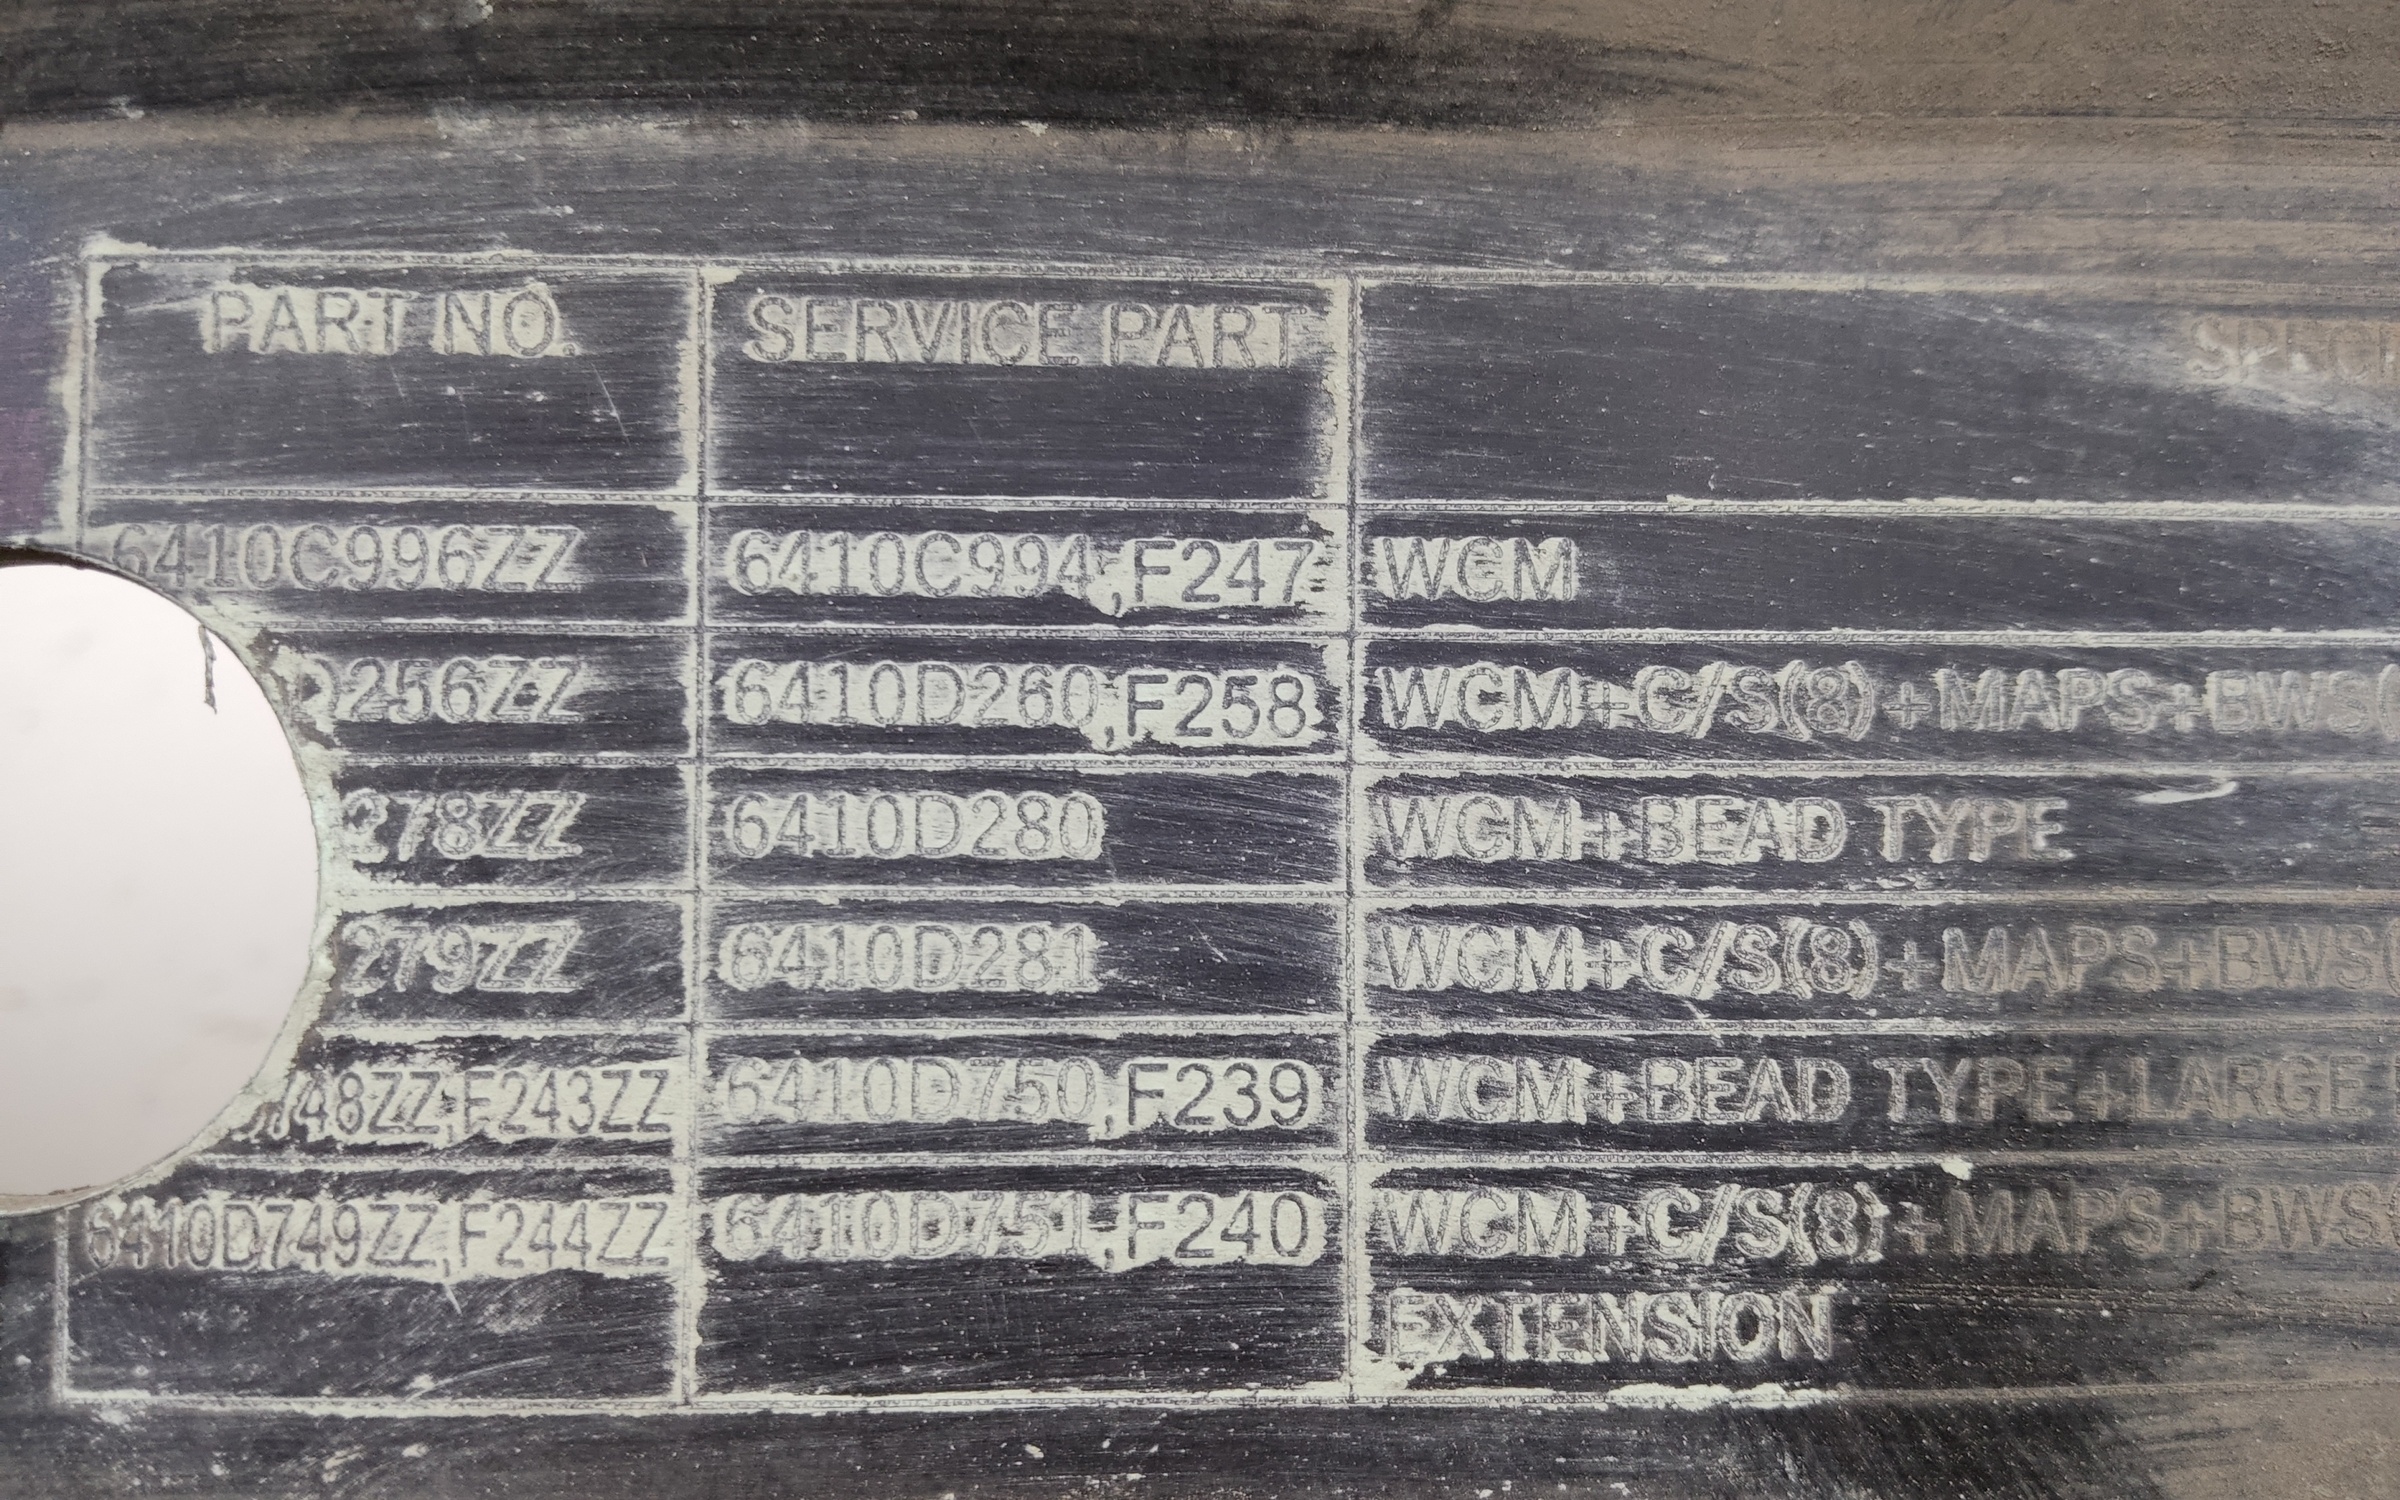 PART NO. SERVICE PART
6410C996ZZ 6410C994,F247 WCM
D256ZZ 6410D260,F258 WCM+C/S(8)+MAPS+BWS(
278ZZ 6410D280 WCM+BEAD TYPE
279ZZ 6410D281 WCM+C/S(8)+MAPS+BWS(
748ZZ,F243ZZ 6410D750,F239 WCM+BEAD TYPE+LARGE
6410D749ZZ,F244ZZ 6410D751,F240 WCM+C/S(8)+MAPS+BWS(
EXTENSION